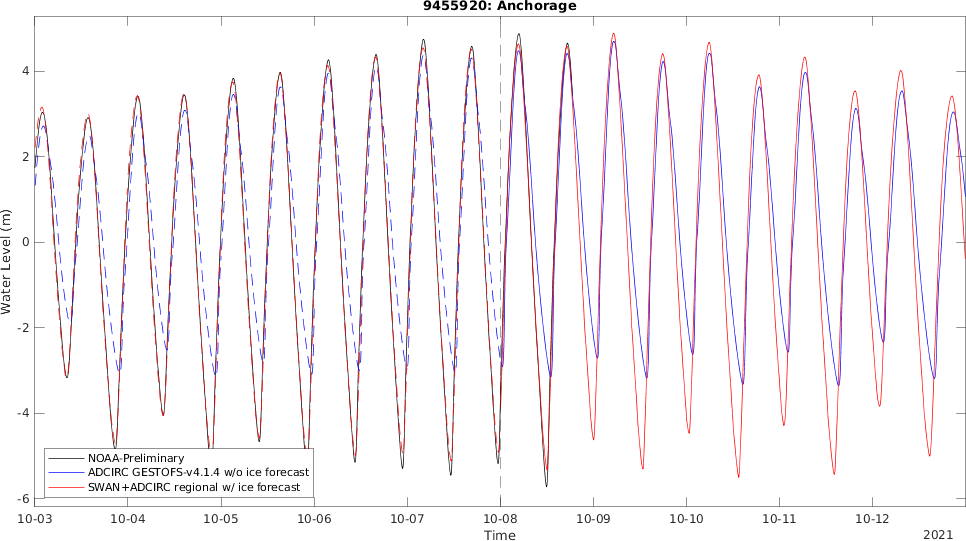 9455920: Anchorage
Water Level (m)
4
2
0
-2
-4
-6
NOAA-Preliminary
ADCIRC GESTOFS-v4.1.4 w/o ice forecast
SWAN+ADCIRC regional w/ ice forecast
10-03 10-04 10-05 10-06 10-07 10-08 10-09 10-10 10-11 10-12
Time
2021